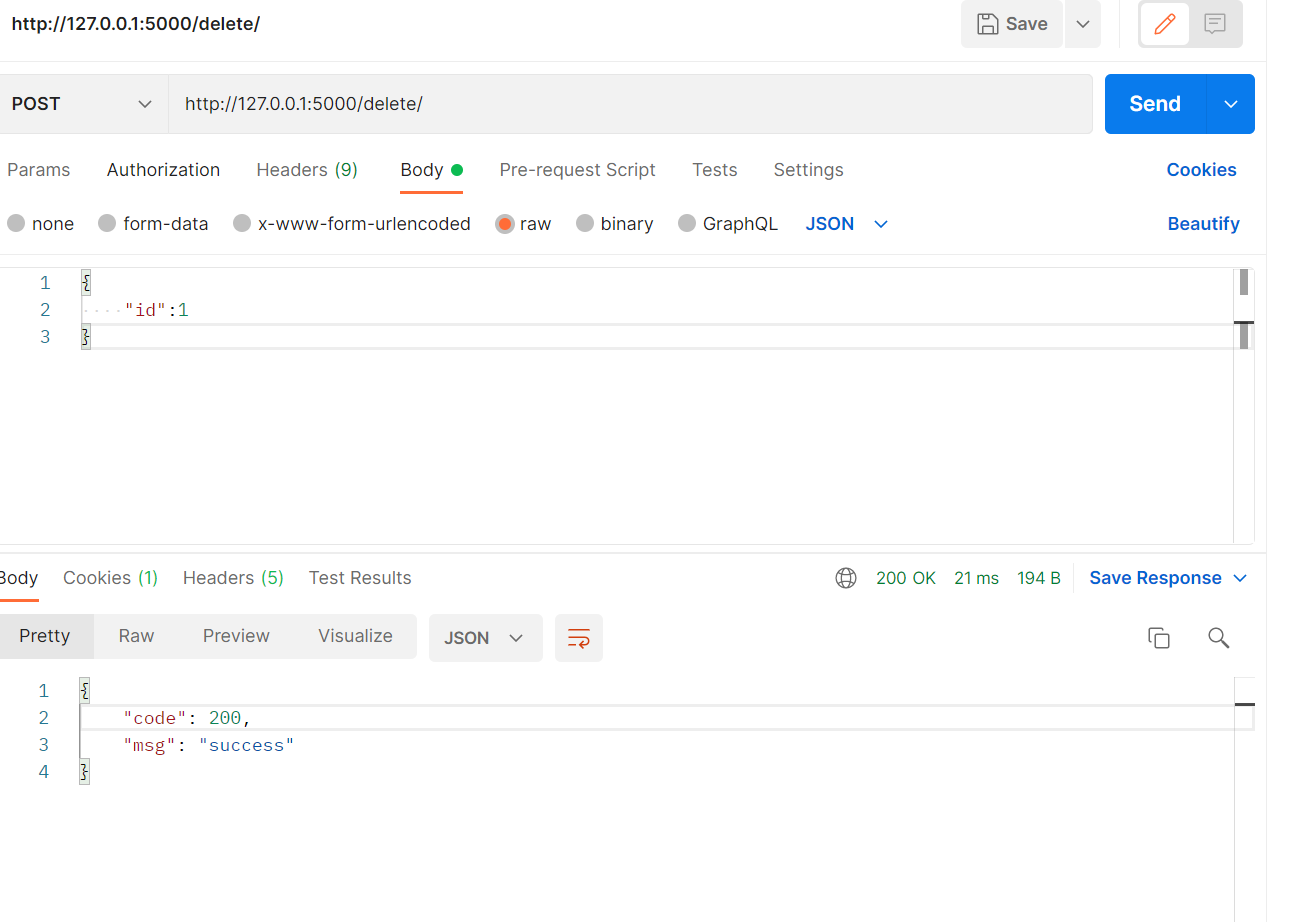 http://127.0.0.1:5000/delete/ Save
POST http://127.0.0.1:5000/delete/ Send
Params Authorization Headers (9) Body Pre-request Script Tests Settings Cookies
none form-data x-www-form-urlencoded raw binary GraphQL JSON Beautify
1 {
2 "id":1
3 }
Body Cookies (1) Headers (5) Test Results 200 OK 21 ms 194 B Save Response
Pretty Raw Preview Visualize JSON
1 {
2 "code": 200,
3 "msg": "success"
4 }